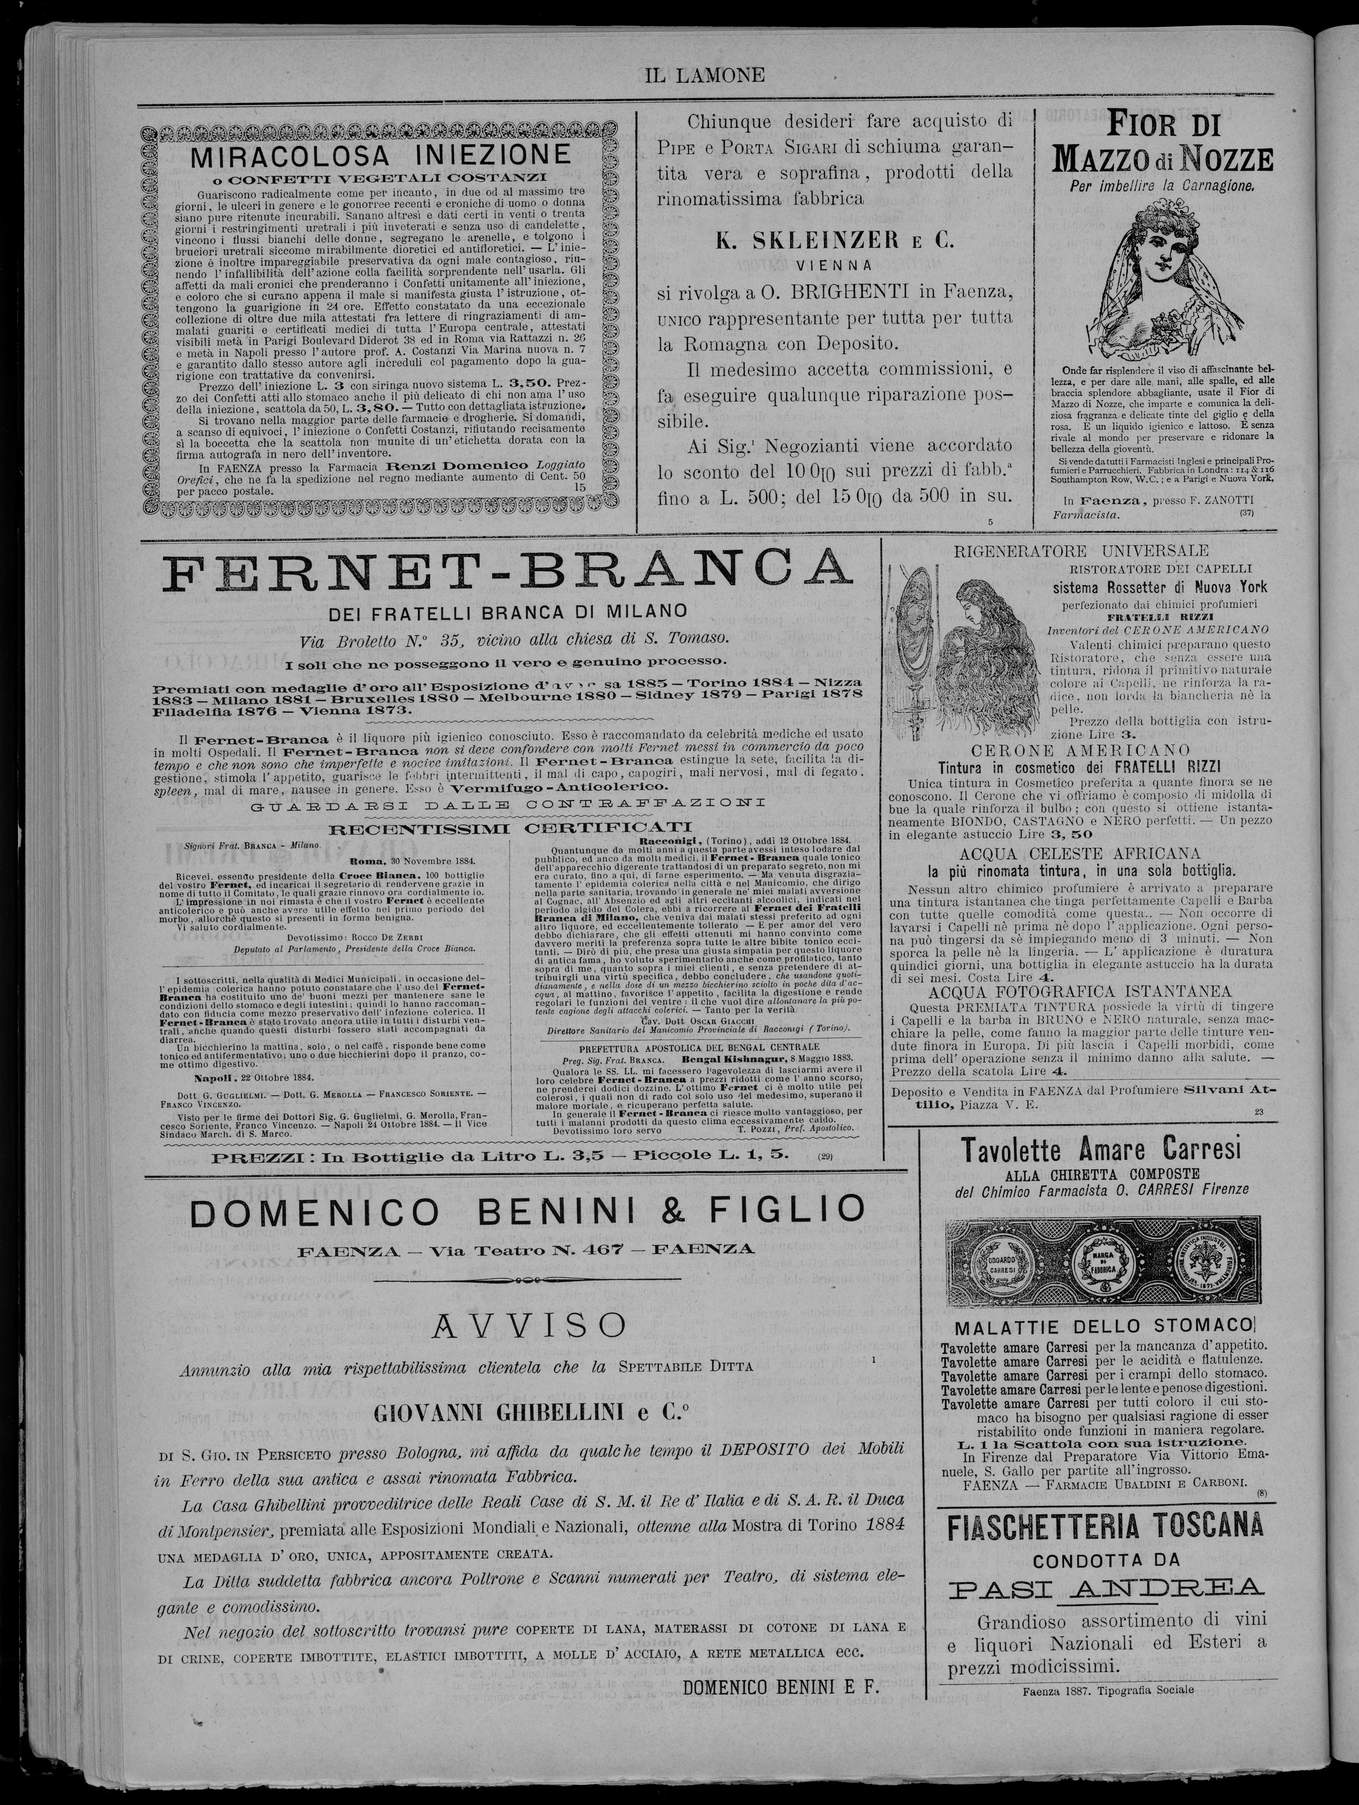 IL LAMONE
MIRACOLOSA INIEZIONE
o CONFETTI VEGETALI COSTANZI
Guariscono radicalmente come per incanto, in due od al massimo tre
giorni, le ulceri in genere e le gonorree recenti e croniche di uomo o donna
siano pure ritenute incurabili. Sanano altresì e dati certi in venti o trenta
giorni i restringimenti uretrali i più inveterati e senza uso di candelette,
vincono i flussi bianchi delle donne, segregano le arenelle, e tolgono i
bruciori uretrali siccome mirabilmente dioretici ed antifloretici. — L' inie-
zione è inoltre impareggiabile preservativa da ogni male contagioso, riu-
nendo l' infallibilità dell' azione colla facilità sorprendente nell' usarla. Gli
affetti da mali cronici che prenderanno i Confetti unitamente all' iniezione,
e coloro che si curano appena il male si manifesta giusta l' istruzione, ot-
tengono la guarigione in 24 ore. Effetto constatato da una eccezionale
collezione di oltre due mila attestati fra lettere di ringraziamenti di am-
malati guariti e certificati medici di tutta l' Europa centrale, attestati
visibili metà in Parigi Boulevard Diderot 38 ed in Roma via Rattazzi n. 26
e metà in Napoli presso l' autore prof. A. Costanzi Via Marina nuova n. 7
e garantito dallo stesso autore agli increduli col pagamento dopo la gua-
rigione con trattative da convenirsi.
Prezzo dell' iniezione L. 3 con siringa nuovo sistema L. 3,50. Prez-
zo dei Confetti atti allo stomaco anche il più delicato di chi non ama l' uso
della iniezione, scattola da 50, L. 3,80. — Tutto con dettagliata istruzione.
Si trovano nella maggior parte delle farmacie e drogherie. Si domandi,
a scanso di equivoci, l' iniezione o Confetti Costanzi, rifiutando recisamente
sì la boccetta che la scattola non munite di un' etichetta dorata con la
firma autografa in nero dell' inventore.
In FAENZA presso la Farmacia Renzi Domenico Loggiato
Orefici, che ne fa la spedizione nel regno mediante aumento di Cent. 50
per pacco postale. 15
Chiunque desideri fare acquisto di
PIPE e PORTA SIGARI di schiuma garan-
tita vera e soprafina, prodotti della
rinomatissima fabbrica
K. SKLEINZER E C.
VIENNA
si rivolga a O. BRIGHENTI in Faenza,
UNICO rappresentante per tutta per tutta
la Romagna con Deposito.
Il medesimo accetta commissioni, e
fa eseguire qualunque riparazione pos-
sibile.
Ai Sig.i Negozianti viene accordato
lo sconto del 10 0|0 sui prezzi di fabb.a
fino a L. 500; del 15 0|0 da 500 in su.
5
FIOR DI
MAZZO di NOZZE
Per imbellire la Carnagione.
Onde far risplendere il viso di affascinante bel-
lezza, e per dare alle mani, alle spalle, ed alle
braccia splendore abbagliante, usate il Fior di
Mazzo di Nozze, che imparte e comunica la deli-
ziosa fragranza e delicate tinte del giglio e della
rosa. E un liquido igienico e lattoso. È senza
rivale al mondo per preservare e ridonare la
bellezza della gioventù.
Si vende da tutti i Farmacisti Inglesi e principali Pro-
fumieri e Parrucchieri. Fabbrica in Londra: 114 & 116
Southampton Row, W.C.; e a Parigi e Nuova York.
In Faenza, presso F. ZANOTTI
Farmacista. (37)
FERNET-BRANCA
DEI FRATELLI BRANCA DI MILANO
Via Broletto N.° 35, vicino alla chiesa di S. Tomaso.
I soli che ne posseggono il vero e genuino processo.
Premiati con medaglie d' oro all' Esposizione d' sa 1885 — Torino 1884 — Nizza
1883 — Milano 1881 — Bruxelles 1880 — Melbourne 1880 — Sidney 1879 — Parigi 1878
Filadelfia 1876 — Vienna 1873.
Il Fernet-Branca è il liquore più igienico conosciuto. Esso è raccomandato da celebrità mediche ed usato
in molti Ospedali. Il Fernet-Branca non si deve confondere con molti Fernet messi in commercio da poco
tempo e che non sono che imperfette e nocive imitazioni. Il Fernet-Branca estingue la sete, facilita la di-
gestione, stimola l' appetito, guarisce le febbri intermittenti, il mal di capo, capogiri, mali nervosi, mal di fegato,
spleen, mal di mare, nausee in genere. Esso è Vermifugo-Anticolerico.
GUARDARSI DALLE CONTRAFFAZIONI
RECENTISSIMI CERTIFICATI
Signori Frat. BRANCA - Milano.
Roma, 30 Novembre 1884.
Ricevei, essendo presidente della Croce Bianca, 100 bottiglie
del vostro Fernet, ed incaricai il segretario di rendervene grazie in
nome di tutto il Comitato, le quali grazie rinnovo ora cordialmente io.
L' impressione in noi rimasta è che il vostro Fernet è eccellente
anticolerico e può anche avere utile effetto nel primo periodo del
morbo, allorchè questo si presenti in forma benigna.
Vi saluto cordialmente.
Devotissimo: ROCCO DE ZERBI
Deputato al Parlamento, Presidente della Croce Bianca.
I sottoscritti, nella qualità di Medici Municipali, in occasione del-
l' epidemia colerica hanno potuto constatare che l' uso del Fernet-
Branca ha costituito uno de' buoni mezzi per mantenere sane le
condizioni dello stomaco e degli intestini; quindi lo hanno raccoman-
dato con fiducia come mezzo preservativo dell' infezione colerica. Il
Fernet-Branca è stato trovato ancora utile in tutti i disturbi ven-
trali, anche quando questi disturbi fossero stati accompagnati da
diarrea.
Un bicchierino la mattina, solo, o nel caffè, risponde bene come
tonico ed antifermentativo; uno o due bicchierini dopo il pranzo, co-
me ottimo digestivo.
Napoli, 22 Ottobre 1884.
Dott. G. GUGLIELMI. — Dott. G. MEROLLA — FRANCESCO SORIENTE. —
FRANCO VINCENZO.
Visto per le firme dei Dottori Sig. G. Guglielmi, G. Merolla, Fran-
cesco Soriente, Franco Vincenzo. — Napoli 24 Ottobre 1884. — Il Vice
Sindaco March. di S. Marco.
Racconigi, (Torino), addì 12 Ottobre 1884.
Quantunque da molti anni a questa parte avessi inteso lodare dal
pubblico, ed anco da molti medici, il Fernet-Branca quale tonico
dell'apparecchio digerente trattandosi di un preparato segreto, non mi
era curato, fino a qui, di farne esperimento. — Ma venuta disgrazia-
tamente l' epidemia colerica nella città e nel Manicomio, che dirigo
nella parte sanitaria, trovando in generale ne' miei malati avversione
al Cognac, all' Absenzio ed agli altri eccitanti alcoolici, indicati nel
periodo algido del Colera, ebbi a ricorrere al Fernet dei Fratelli
Branca di Milano, che veniva dai malati stessi preferito ad ogni
altro liquore, ed eccellentemente tollerato — E per amor del vero
debbo dichiarare, che gli effetti ottenuti mi hanno convinto come
davvero meriti la preferenza sopra tutte le altre bibite tonico ecci-
tanti. — Dirò di più, che presa una giusta simpatia per questo liquore
di antica fama, ho voluto sperimentarlo anche come profilatico, tanto
sopra di me, quanto sopra i miei clienti, e senza pretendere di at-
tribuirgli una virtù specifica, debbo concludere, che usandone quoti-
dianamente, e nella dose di un mezzo bicchierino sciolto in poche dita d'ac-
qua, al mattino, favorisce l' appetito, facilita la digestione e rende
regolari le funzioni del ventre: il che vuol dire allontanare la più po-
tente cagione degli attacchi colerici. — Tanto per la verità.
Cav. Dott OSCAR GIACCHI
Direttore Sanitario del Manicomio Provinciale di Racconigi (Torino).
PREFETTURA APOSTOLICA DEL BENGAL CENTRALE
Preg. Sig. Frat. BRANCA. Bengal Kishnagur, 8 Maggio 1883.
Qualora le SS. LL. mi facessero l'agevolezza di lasciarmi avere il
loro celebre Fernet-Branca a prezzi ridotti come l' anno scorso,
ne prenderei dodici dozzine. L' ottimo Fernet ci è molto utile pei
colerosi, i quali non di rado col solo uso del medesimo, superano il
malore mortale, e ricuperano perfetta salute.
In generale il Fernet-Branca ci riesce molto vantaggioso, per
tutti i malanni prodotti da questo clima eccessivamente caldo.
Devotissimo loro servo T. POZZI, Pref. Apostolico.
PREZZI: In Bottiglie da Litro L. 3,5 — Piccole L. 1, 5. (29)
RIGENERATORE UNIVERSALE
RISTORATORE DEI CAPELLI
sistema Rossetter di Nuova York
perfezionato dai chimici profumieri
FRATELLI RIZZI
Inventori del CERONE AMERICANO
Valenti chimici preparano questo
Ristoratore, che senza essere una
tintura, ridona il primitivo naturale
colore ai Capelli, ne rinforza la ra-
dice, non lorda la biancheria nè la
pelle.
Prezzo della bottiglia con istru-
zione Lire 3.
CERONE AMERICANO
Tintura in cosmetico dei FRATELLI RIZZI
Unica tintura in Cosmetico preferita a quante finora se ne
conoscono. Il Cerone che vi offriamo è composto di midolla di
bue la quale rinforza il bulbo; con questo si ottiene istanta-
neamente BIONDO, CASTAGNO e NERO perfetti. — Un pezzo
in elegante astuccio Lire 3, 50
ACQUA CELESTE AFRICANA
la più rinomata tintura, in una sola bottiglia.
Nessun altro chimico profumiere è arrivato a preparare
una tintura istantanea che tinga perfettamente Capelli e Barba
con tutte quelle comodità come questa.. — Non occorre di
lavarsi i Capelli nè prima nè dopo l' applicazione. Ogni perso-
na può tingersi da sè impiegando meno di 3 minuti. — Non
sporca la pelle nè la lingeria. — L' applicazione è duratura
quindici giorni, una bottiglia in elegante astuccio ha la durata
di sei mesi. Costa Lire 4.
ACQUA FOTOGRAFICA ISTANTANEA
Questa PREMIATA TINTURA possiede la virtù di tingere
i Capelli e la barba in BRUNO e NERO naturale, senza mac-
chiare la pelle, come fanno la maggior parte delle tinture ven-
dute finora in Europa. Di più lascia i Capelli morbidi, come
prima dell' operazione senza il minimo danno alla salute. —
Prezzo della scatola Lire 4.
Deposito e Vendita in FAENZA dal Profumiere Silvani At-
tilio, Piazza V. E.
23
DOMENICO BENINI & FIGLIO
FAENZA — Via Teatro N. 467 — FAENZA
AVVISO
Annunzio alla mia rispettabilissima clientela che la SPETTABILE DITTA
1
GIOVANNI GHIBELLINI e C.°
DI S. GIO. IN PERSICETO presso Bologna, mi affida da qualche tempo il DEPOSITO dei Mobili
in Ferro della sua antica e assai rinomata Fabbrica.
La Casa Ghibellini provveditrice delle Reali Case di S. M. il Re d' Italia e di S. A. R. il Duca
di Montpensier, premiata alle Esposizioni Mondiali e Nazionali, ottenne alla Mostra di Torino 1884
UNA MEDAGLIA D' ORO, UNICA, APPOSITAMENTE CREATA.
La Ditta suddetta fabbrica ancora Poltrone e Scanni numerati per Teatro, di sistema ele-
gante e comodissimo.
Nel negozio del sottoscritto trovansi pure COPERTE DI LANA, MATERASSI DI COTONE DI LANA E
DI CRINE, COPERTE IMBOTTITE, ELASTICI IMBOTTITI, A MOLLE D' ACCIAIO, A RETE METALLICA ecc.
DOMENICO BENINI E F.
Tavolette Amare Carresi
ALLA CHIRETTA COMPOSTE
del Chimico Farmacista O. CARRESI Firenze
EDOARDO
CARRESI
MARCA
DI
FABBRICA
MALATTIE DELLO STOMACO
Tavolette amare Carresi per la mancanza d' appetito.
Tavolette amare Carresi per le acidità e flatulenze.
Tavolette amare Carresi per i crampi dello stomaco.
Tavolette amare Carresi per le lente e penose digestioni.
Tavolette amare Carresi per tutti coloro il cui sto-
maco ha bisogno per qualsiasi ragione di esser
ristabilito onde funzioni in maniera regolare.
L. 1 la Scattola con sua istruzione.
In Firenze dal Preparatore Via Vittorio Ema-
nuele, S. Gallo per partite all' ingrosso.
FAENZA — FARMACIE UBALDINI E CARBONI.
(8)
FIASCHETTERIA TOSCANA
CONDOTTA DA
PASI ANDREA
Grandioso assortimento di vini
e liquori Nazionali ed Esteri a
prezzi modicissimi.
Faenza 1887. Tipografia Sociale